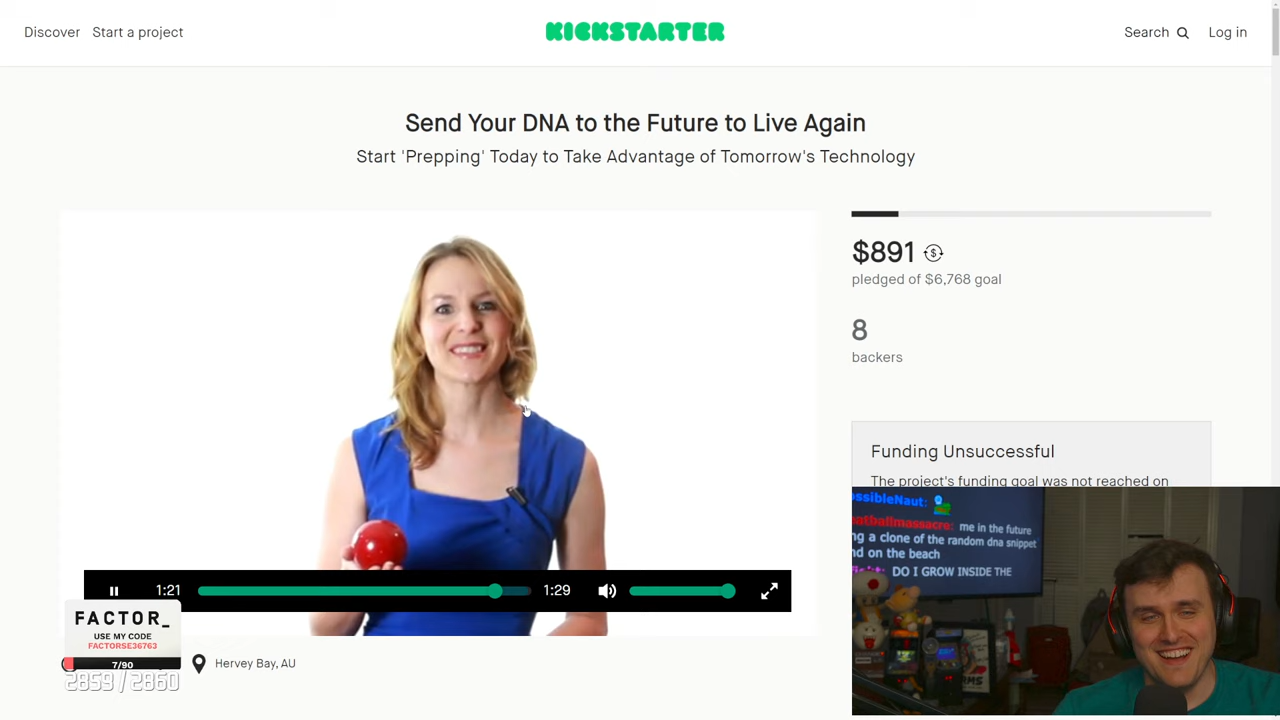 Discover
Start a project
KICKSTARTER
Search
Log in
Send Your DNA to the Future to Live Again
Start 'Prepping' Today to Take Advantage of Tomorrow's Technology
$891
pledged of $6,768 goal
8
backers
Funding Unsuccessful
The project's funding goal was not reached on
1:21
1:29
FACTOR_
USE MY CODE
FACTORSE36763
7/90
2859/2860
Hervey Bay, AU
me in the future
a clone of the random dna snippet
on the beach
DO I GROW INSIDE THE